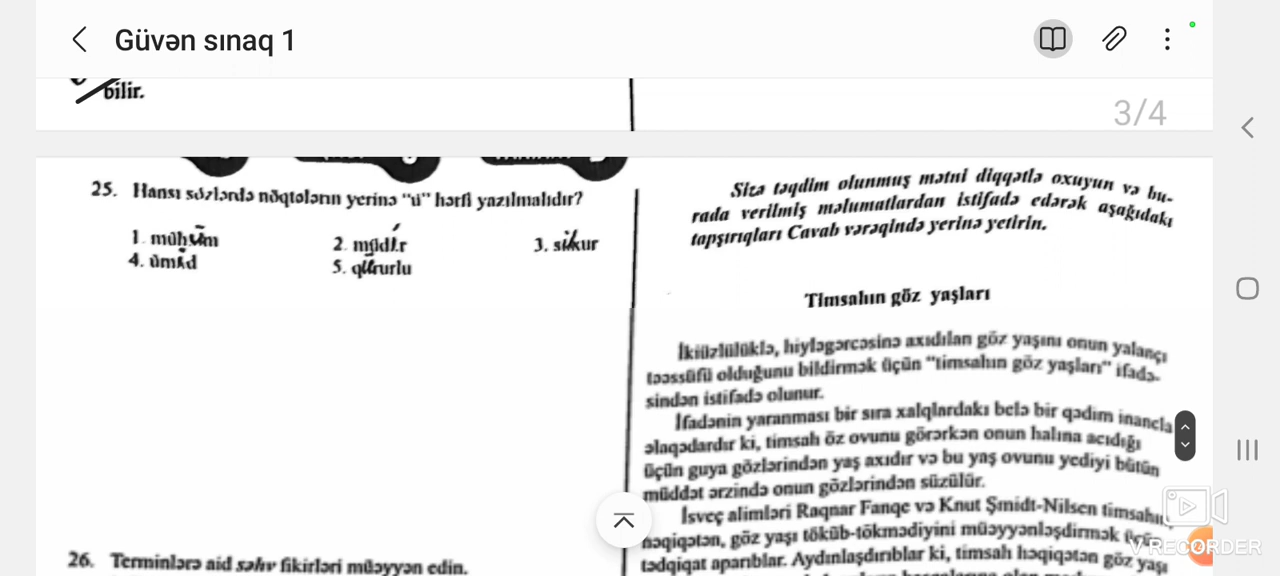 Güvən sınaq 1
bilir.
3/4
25. Hansı sözlərdə nöqtələrin yerinə "ü" hərfi yazılmalıdır?
1. müh
2. müdir
3. 
4. ümid
5. qürurlu
26. Terminlərə aid səhv fikirləri müəyyən edin.
Sizə təqdim olunmuş mətni diqqətlə oxuyun və bu-
rada verilmiş məlumatlardan istifadə edərək aşağıdakı
tapşırıqları Cavab vərəqində yerinə yetirin.
Timsahın göz yaşları
İkiüzlülüklə, hiyləgərcəsinə axıdılan göz yaşını onun yalançı
təəssüfü olduğunu bildirmək üçün "timsahın göz yaşları" ifadə-
sindən istifadə olunur.
İfadənin yaranması bir sıra xalqlardakı belə bir qədim inancla
əlaqədardır ki, timsah öz ovunu görərkən onun halına acıdığı
üçün guya gözlərindən yaş axıdır və bu yaş ovunu yediyi bütün
müddət ərzində onun gözlərindən süzülür.
İsveç alimləri Raqnar Fanqe və Knut Şmidt-Nilsen timsahın,
həqiqətən, göz yaşı töküb-tökmədiyini müəyyənləşdirmək üçün
tədqiqat aparıblar. Aydınlaşdırıblar ki, timsah həqiqətən göz yaşı
V RECORDER